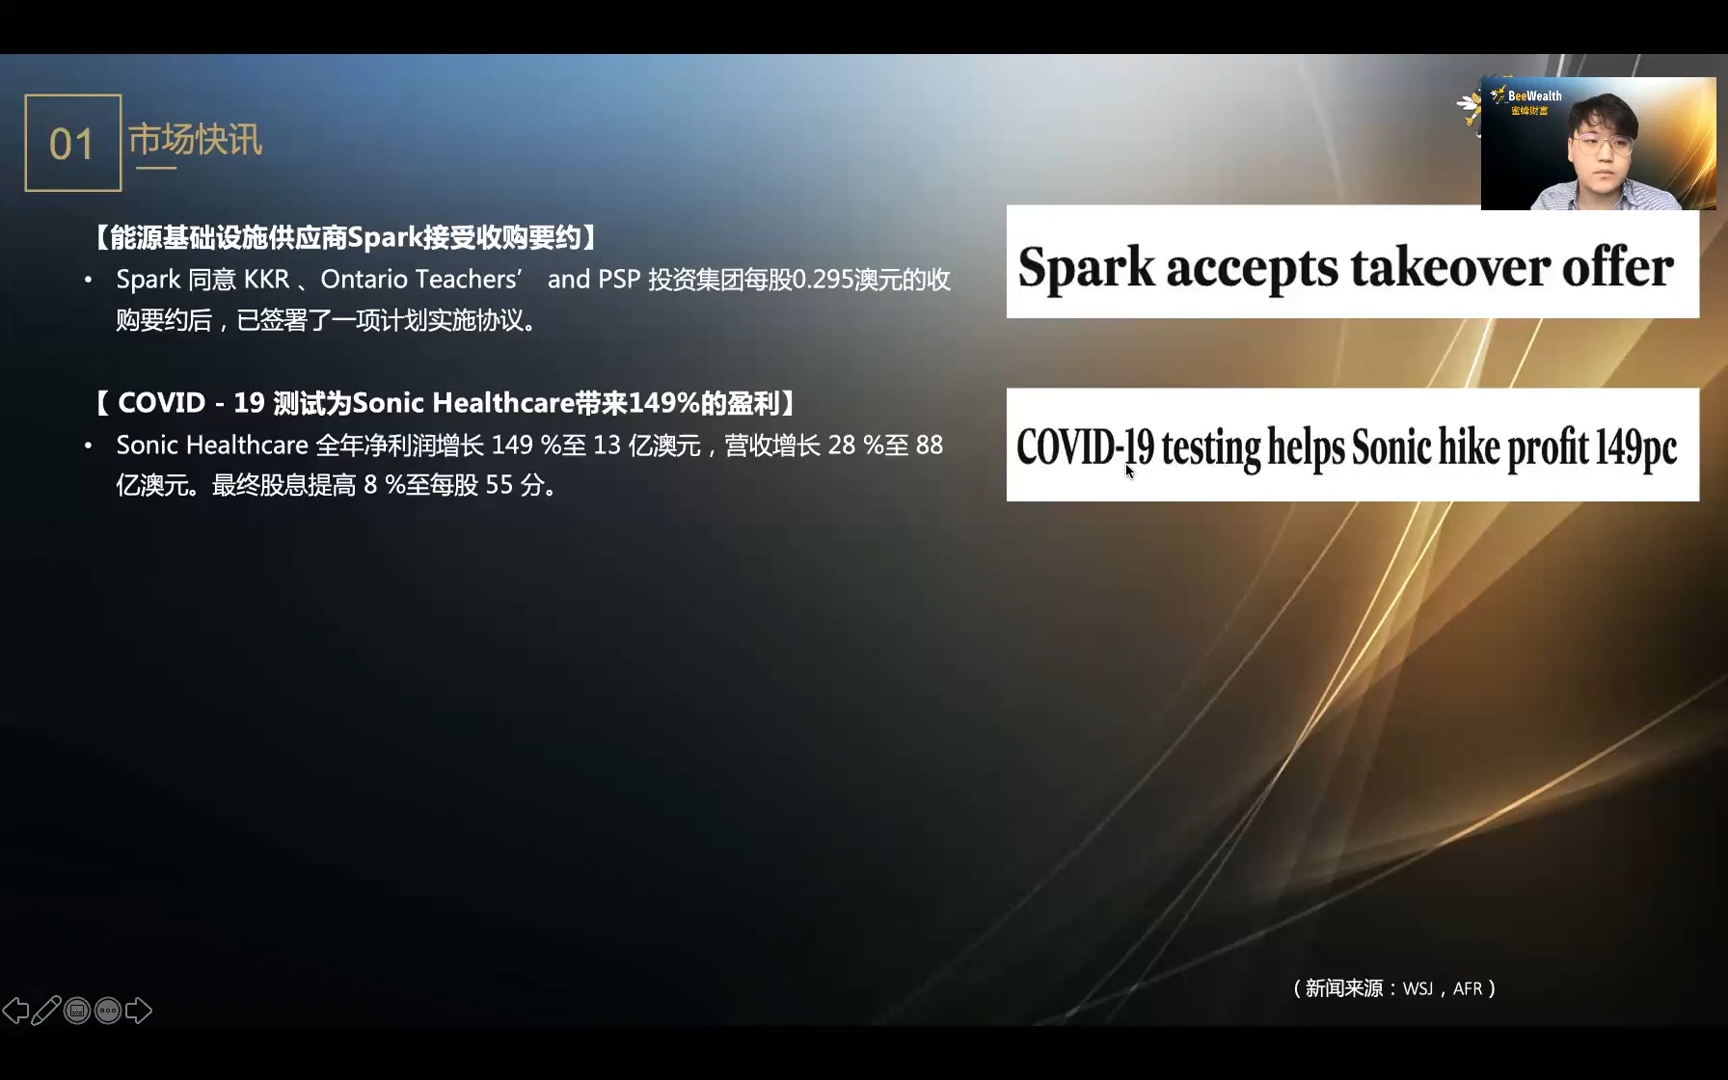 01 市场快讯
BeeWealth
蜜蜂财富
【能源基础设施供应商Spark接受收购要约】
• Spark 同意 KKR 、Ontario Teachers’ and PSP 投资集团每股0.295澳元的收
购要约后，已签署了一项计划实施协议。
Spark accepts takeover offer
【 COVID - 19 测试为Sonic Healthcare带来149%的盈利】
• Sonic Healthcare 全年净利润增长 149 %至 13 亿澳元，营收增长 28 %至 88
亿澳元。最终股息提高 8 %至每股 55 分。
COVID-19 testing helps Sonic hike profit 149pc
（新闻来源：WSJ，AFR）